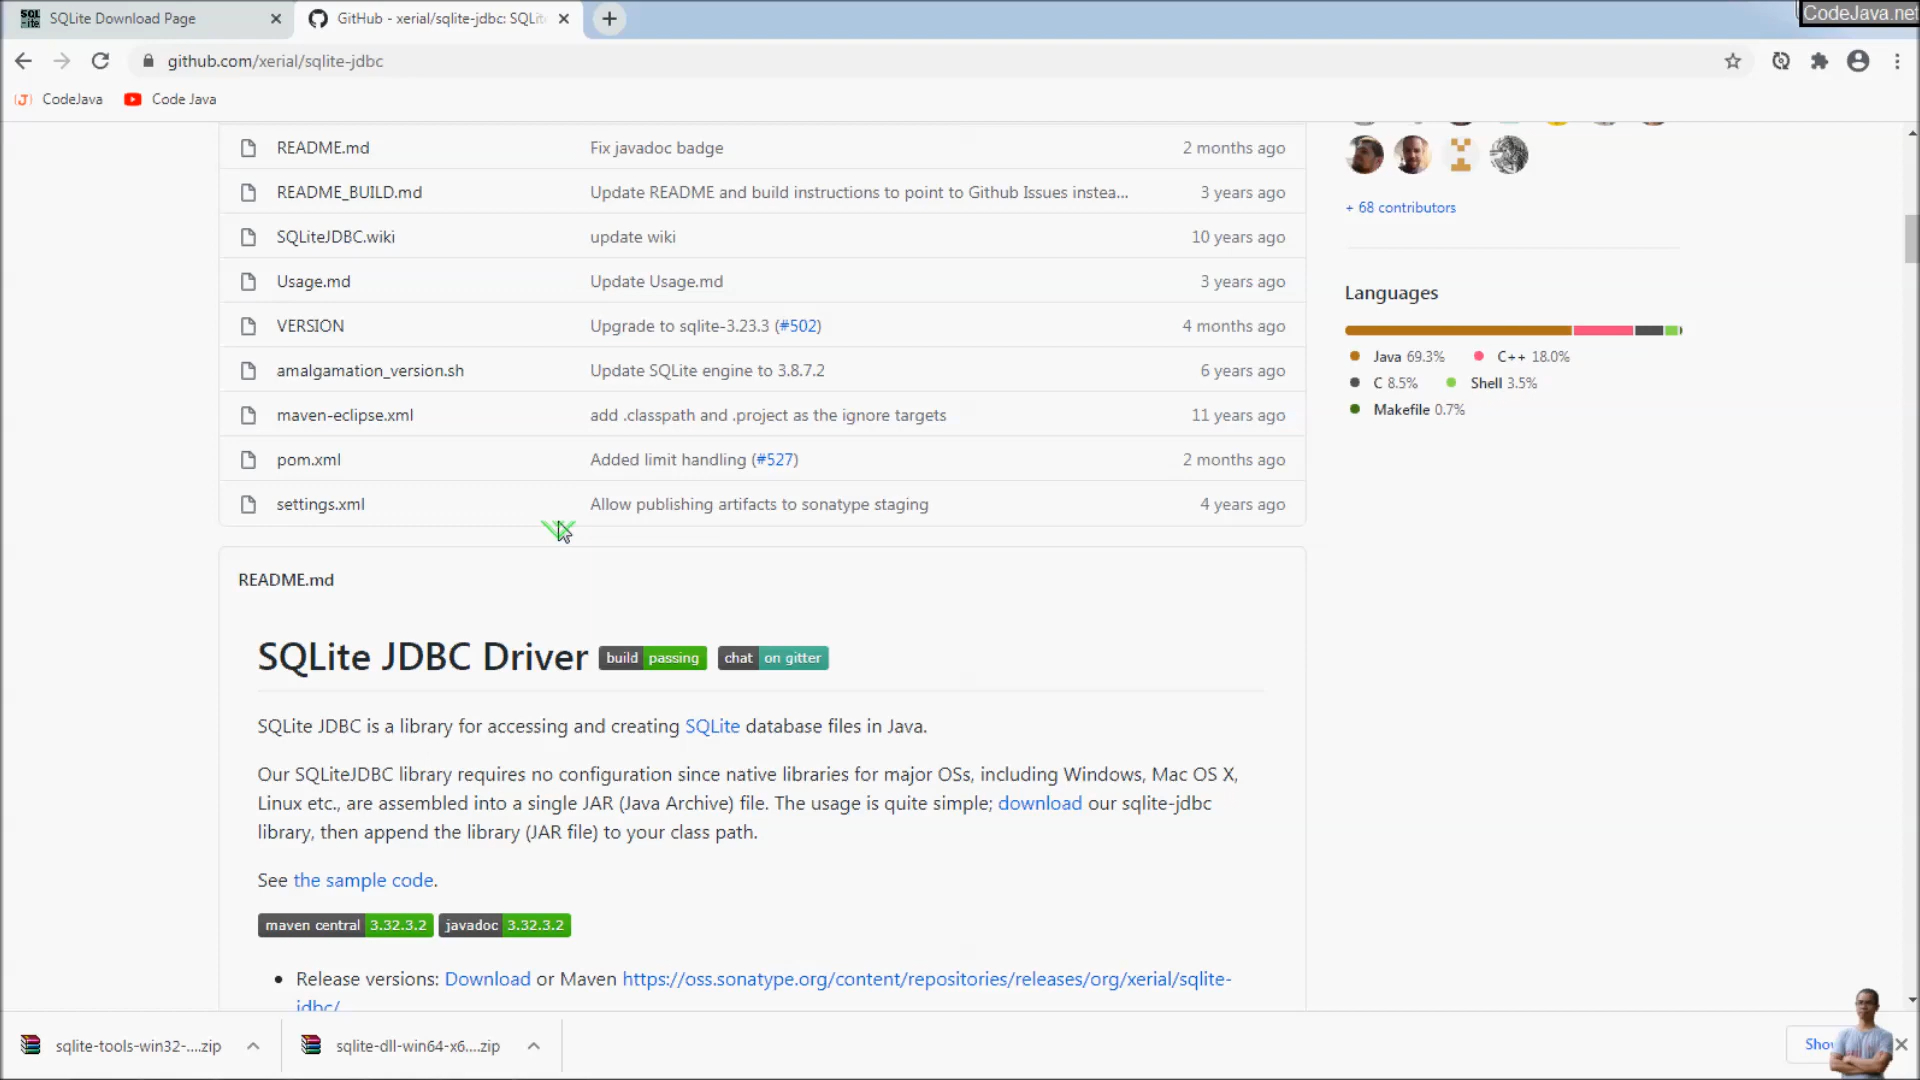 SQLite Download Page
GitHub - xerial/sqlite-jdbc: SQLit
CodeJava.net
github.com/xerial/sqlite-jdbc
CodeJava
Code Java
README.md Fix javadoc badge 2 months ago
README_BUILD.md Update README and build instructions to point to Github Issues instea... 3 years ago
SQLiteJDBC.wiki update wiki 10 years ago
Usage.md Update Usage.md 3 years ago
VERSION Upgrade to sqlite-3.23.3 (#502) 4 months ago
amalgamation_version.sh Update SQLite engine to 3.8.7.2 6 years ago
maven-eclipse.xml add .classpath and .project as the ignore targets 11 years ago
pom.xml Added limit handling (#527) 2 months ago
settings.xml Allow publishing artifacts to sonatype staging 4 years ago
+ 68 contributors
Languages
Java 69.3% C++ 18.0%
C 8.5% Shell 3.5%
Makefile 0.7%
README.md
SQLite JDBC Driver build passing chat on gitter
SQLite JDBC is a library for accessing and creating SQLite database files in Java.
Our SQLiteJDBC library requires no configuration since native libraries for major OSs, including Windows, Mac OS X,
Linux etc., are assembled into a single JAR (Java Archive) file. The usage is quite simple; download our sqlite-jdbc
library, then append the library (JAR file) to your class path.
See the sample code.
maven central 3.32.3.2 javadoc 3.32.3.2
Release versions: Download or Maven https://oss.sonatype.org/content/repositories/releases/org/xerial/sqlite-
jdbc/
sqlite-tools-win32-....zip
sqlite-dll-win64-x6....zip